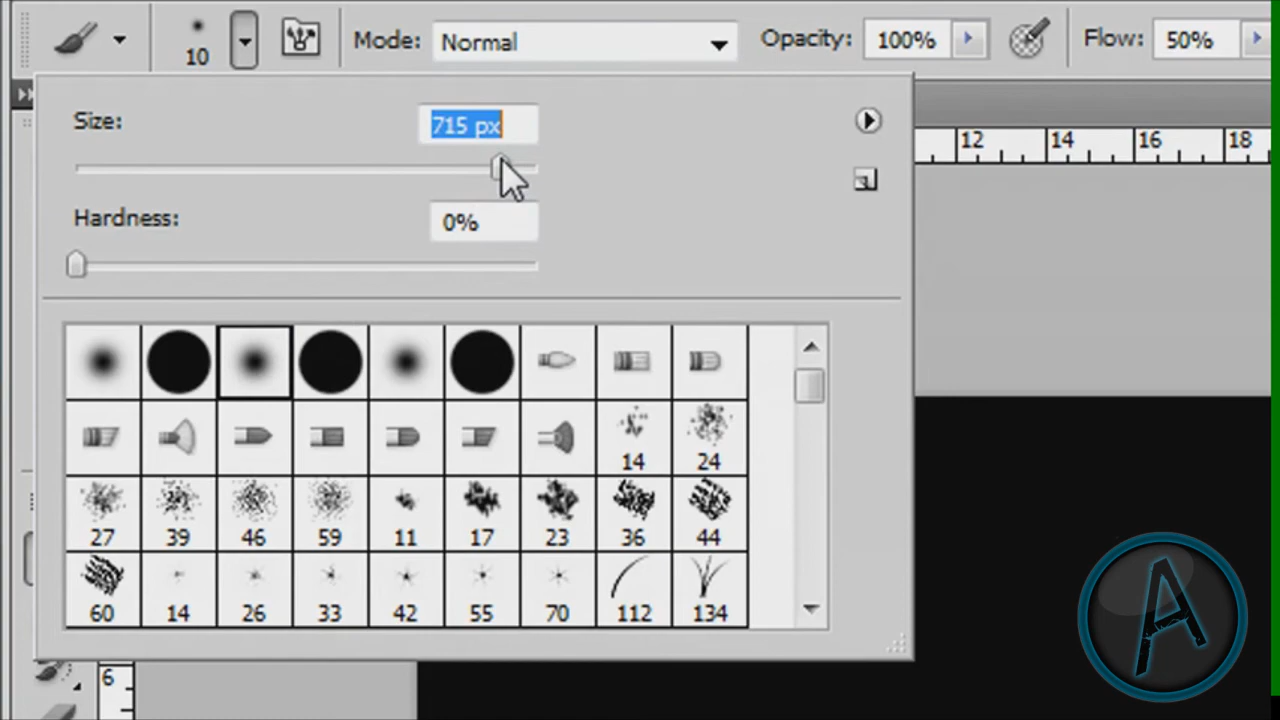 10 Mode: Normal Opacity: 100% Flow: 50%
Size: 715 px
12 14 16 18
Hardness: 0%
14 24
27 39 46 59 11 17 23 36 44
60 14 26 33 42 55 70 112 134
6
A